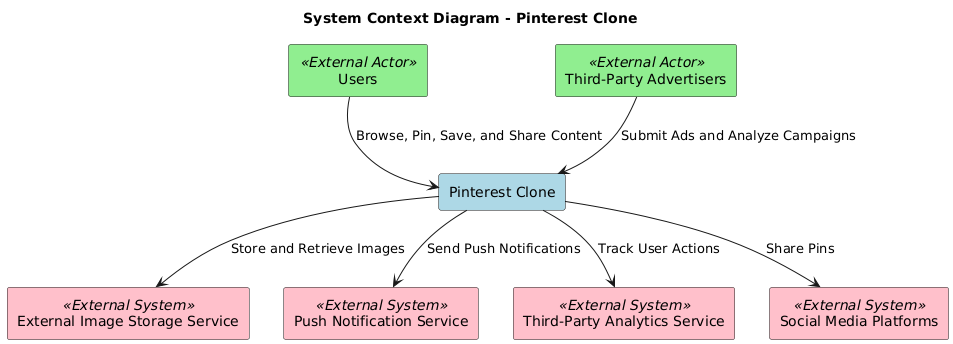 System Context Diagram - Pinterest Clone
«External Actor»
Users
«External Actor»
Third-Party Advertisers
Browse, Pin, Save, and Share Content
Submit Ads and Analyze Campaigns
Pinterest Clone
Store and Retrieve Images
Send Push Notifications
Track User Actions
Share Pins
«External System»
External Image Storage Service
«External System»
Push Notification Service
«External System»
Third-Party Analytics Service
«External System»
Social Media Platforms